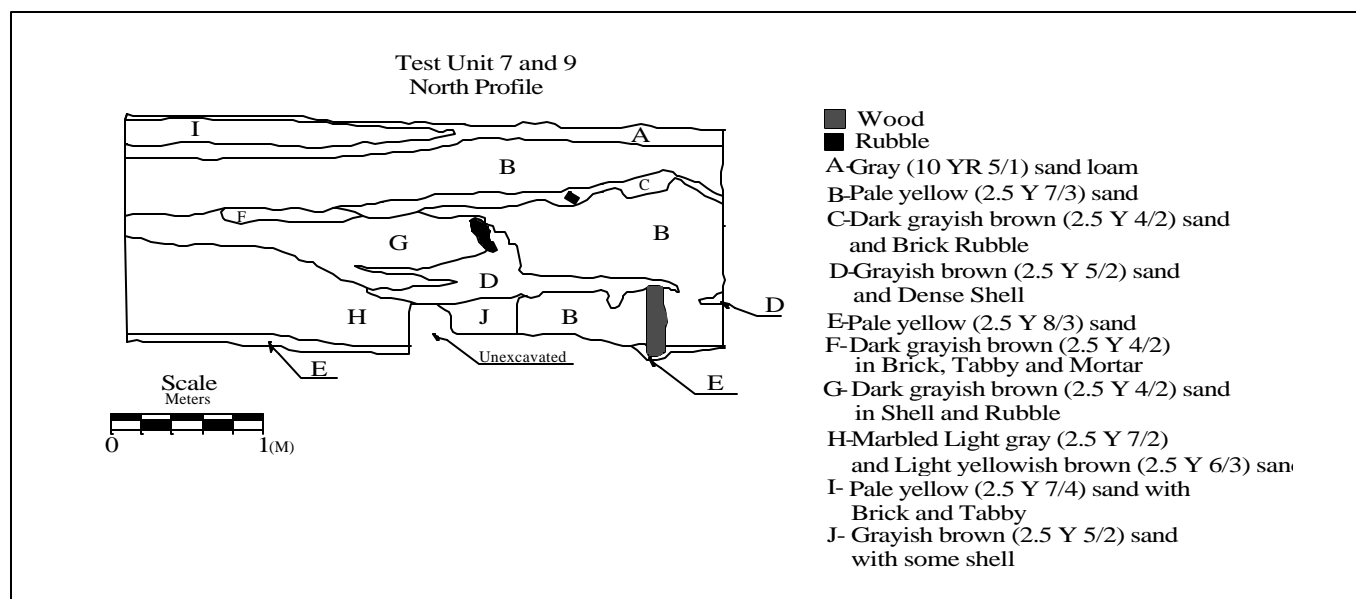 Test Unit 7 and 9
North Profile
I
A
B
C
F
B
G
D
D
H
J
B
Unexcavated
E
E
Scale
Meters
0 1(M)
Wood
Rubble
A-Gray (10 YR 5/1) sand loam
B-Pale yellow (2.5 Y 7/3) sand
C-Dark grayish brown (2.5 Y 4/2) sand
and Brick Rubble
D-Grayish brown (2.5 Y 5/2) sand
and Dense Shell
E-Pale yellow (2.5 Y 8/3) sand
F-Dark grayish brown (2.5 Y 4/2)
in Brick, Tabby and Mortar
G-Dark grayish brown (2.5 Y 4/2) sand
in Shell and Rubble
H-Marbled Light gray (2.5 Y 7/2)
and Light yellowish brown (2.5 Y 6/3) san
I- Pale yellow (2.5 Y 7/4) sand with
Brick and Tabby
J- Grayish brown (2.5 Y 5/2) sand
with some shell